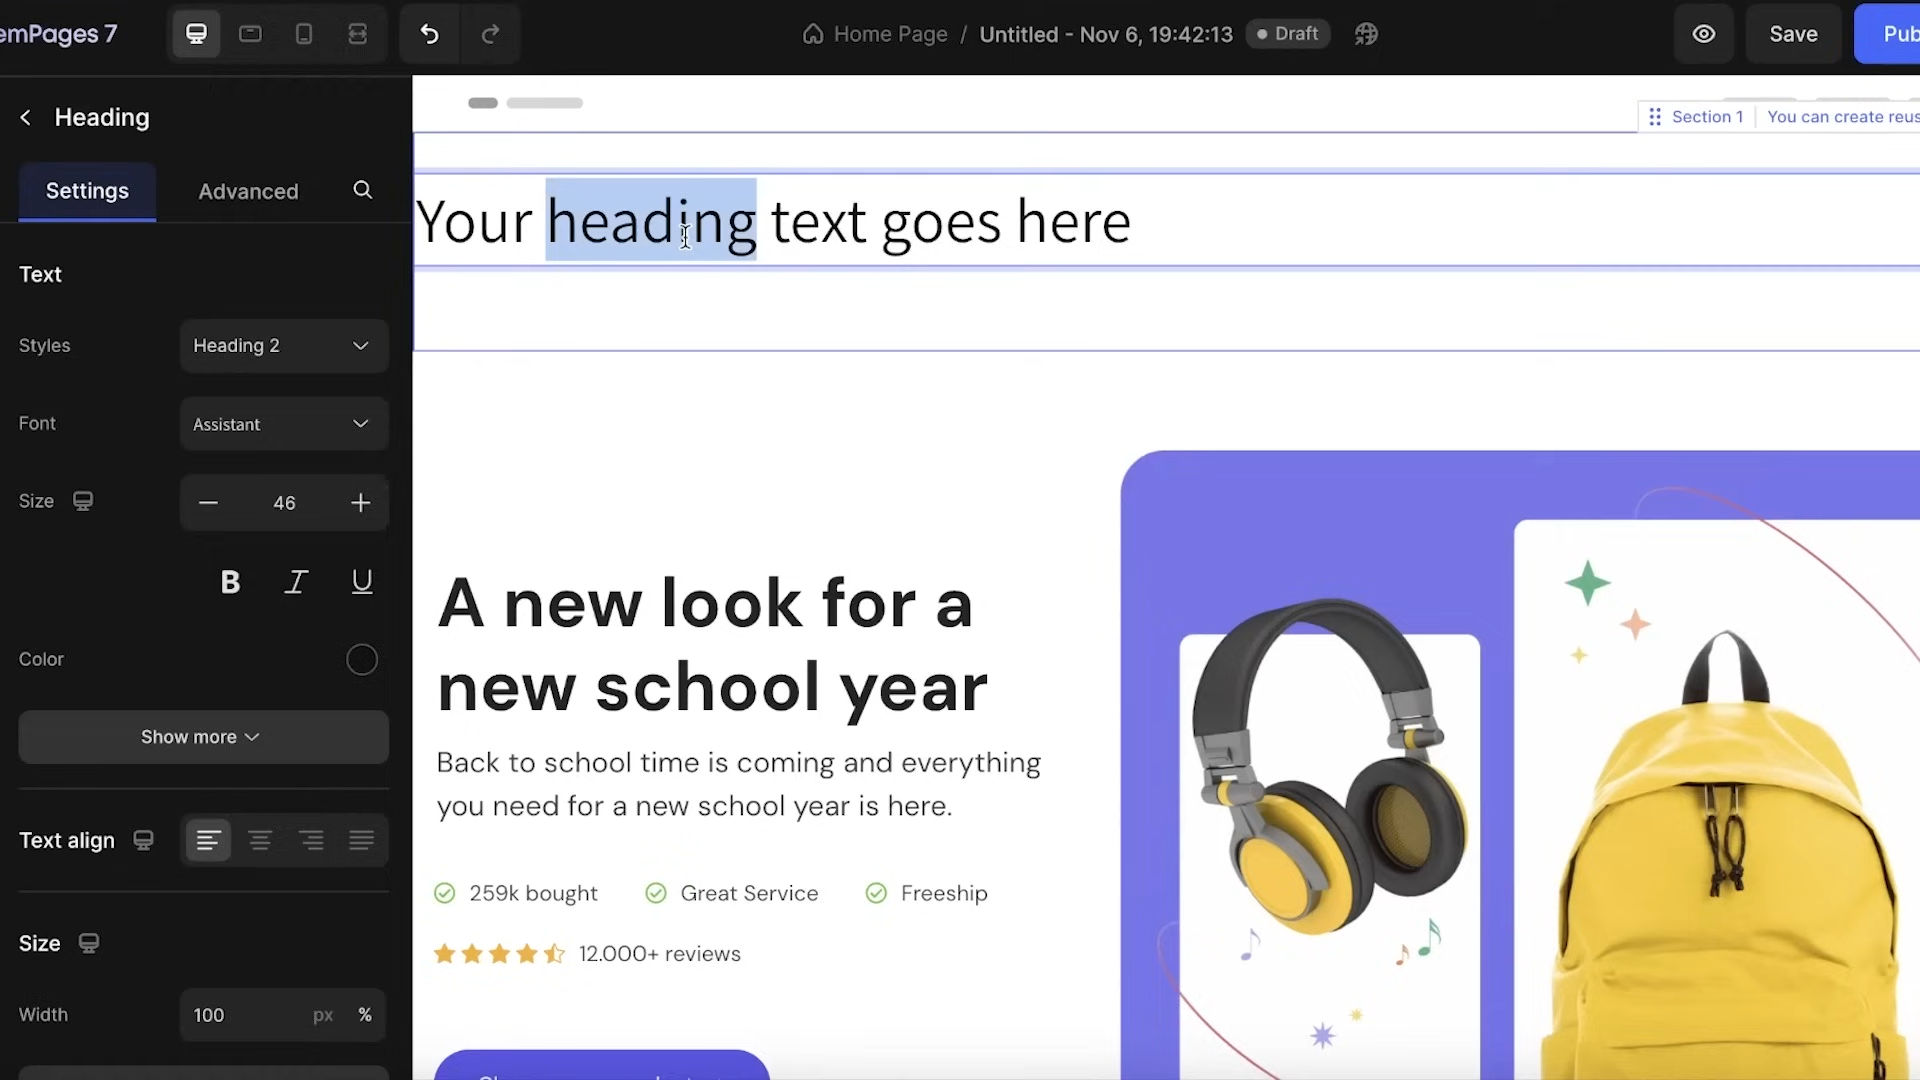 emPages 7
Home Page / Untitled - Nov 6, 19:42:13
Draft
Save
Pub
Heading
Settings
Advanced
Section 1
You can create reus
Your heading text goes here
Text
Styles
Heading 2
Font
Assistant
Size
46
B I U
Color
Show more
Text align
Size
Width
100
px
%
A new look for a
new school year
Back to school time is coming and everything
you need for a new school year is here.
259k bought
Great Service
Freeship
12.000+ reviews